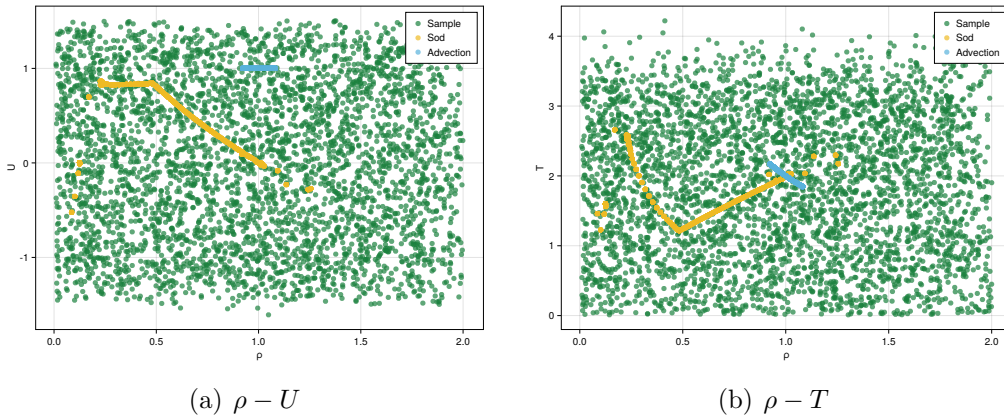 Sample
Sod
Advection
1
0
-1
U
0.0 0.5 1.0 1.5 2.0
ρ
(a) ρ − U
Sample
Sod
Advection
4
3
2
1
0
T
0.0 0.5 1.0 1.5 2.0
ρ
(b) ρ − T